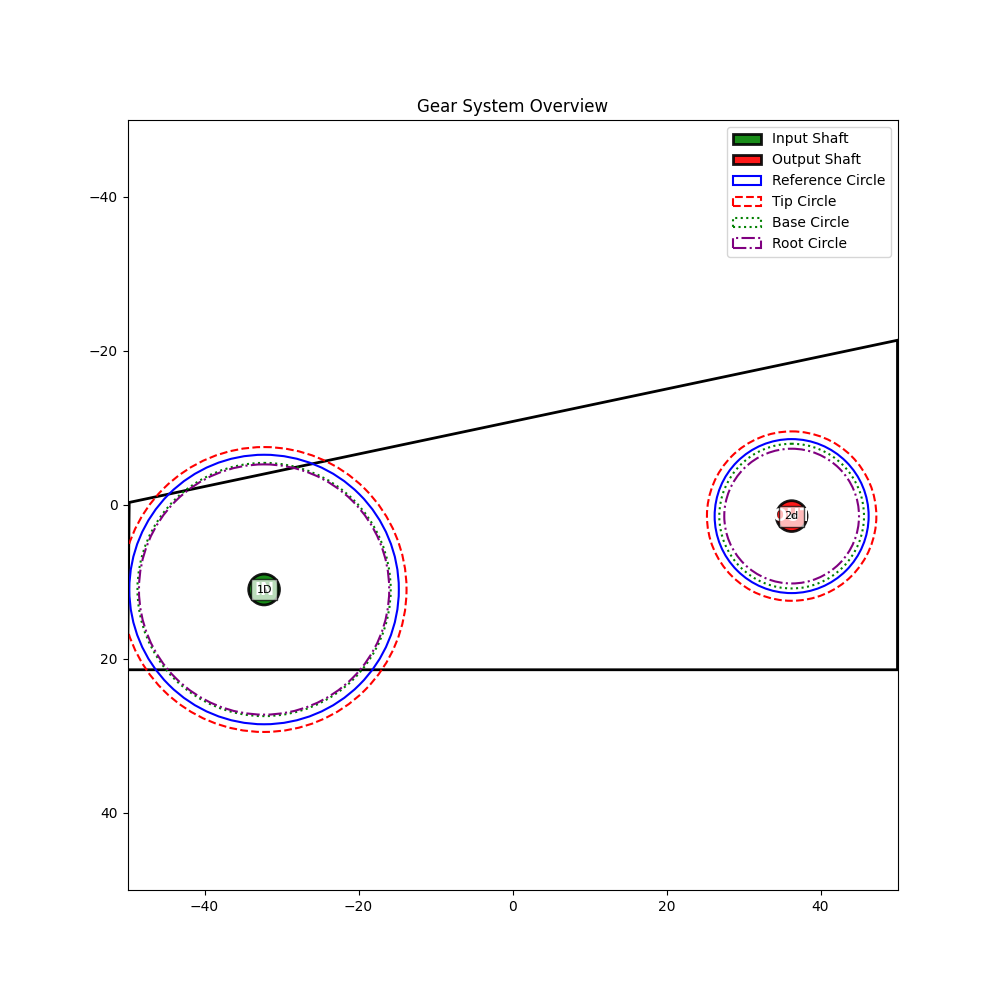 Gear System Overview
Input Shaft
Output Shaft
Reference Circle
Tip Circle
Base Circle
Root Circle
−40
−20
0
20
40
1D
2d
−40
−20
0
20
40